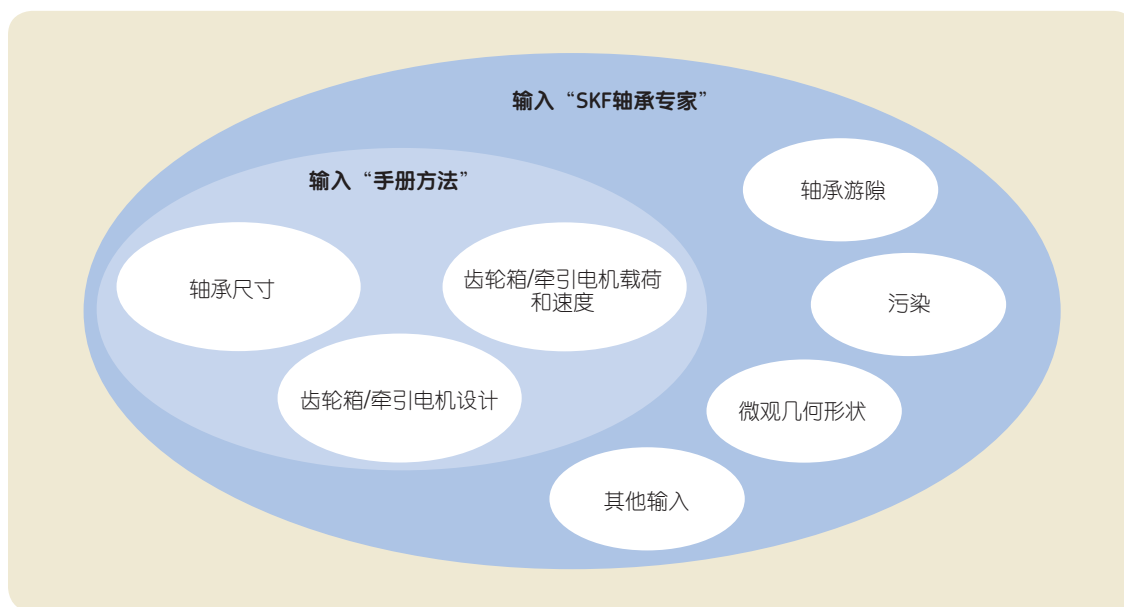 输入“SKF轴承专家”
输入“手册方法”
轴承尺寸
齿轮箱/牵引电机载荷
和速度
齿轮箱/牵引电机设计
轴承游隙
污染
微观几何形状
其他输入